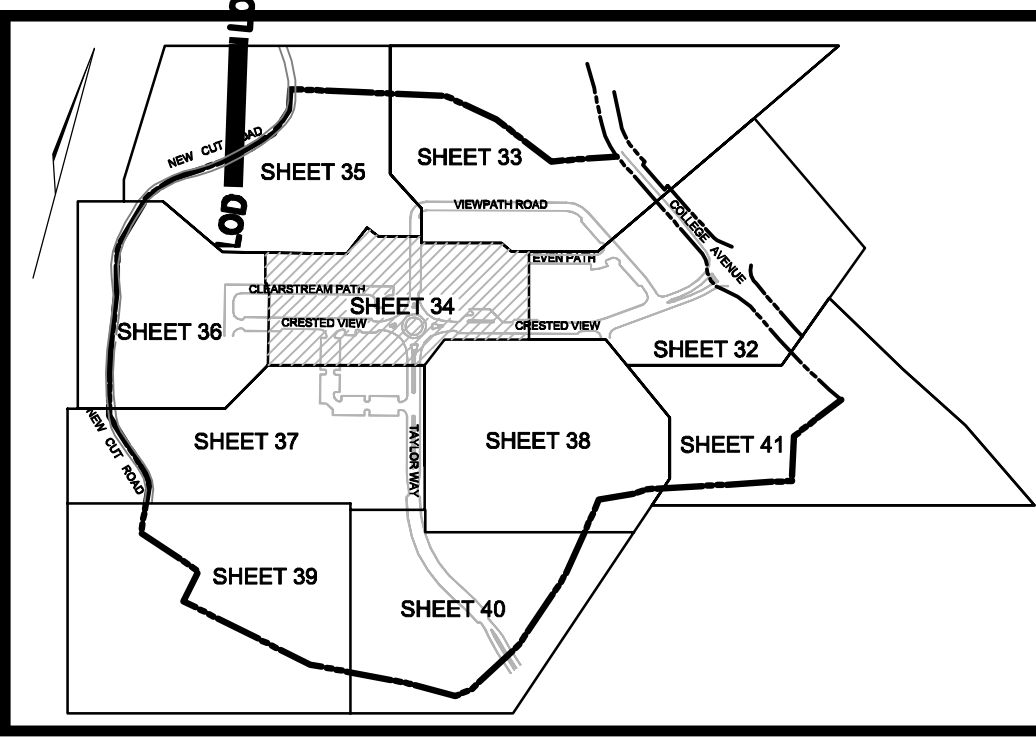 LO
NEW CUT ROAD
SHEET 35
SHEET 33
LOD
VIEWPATH ROAD
COLLEGE AVENUE
EVEN PATH
CLEARSTREAM PATH
SHEET 34
CRESTED VIEW
CRESTED VIEW
SHEET 36
SHEET 32
NEW CUT ROAD
SHEET 37
TAYLOR WAY
SHEET 38
SHEET 41
SHEET 39
SHEET 40